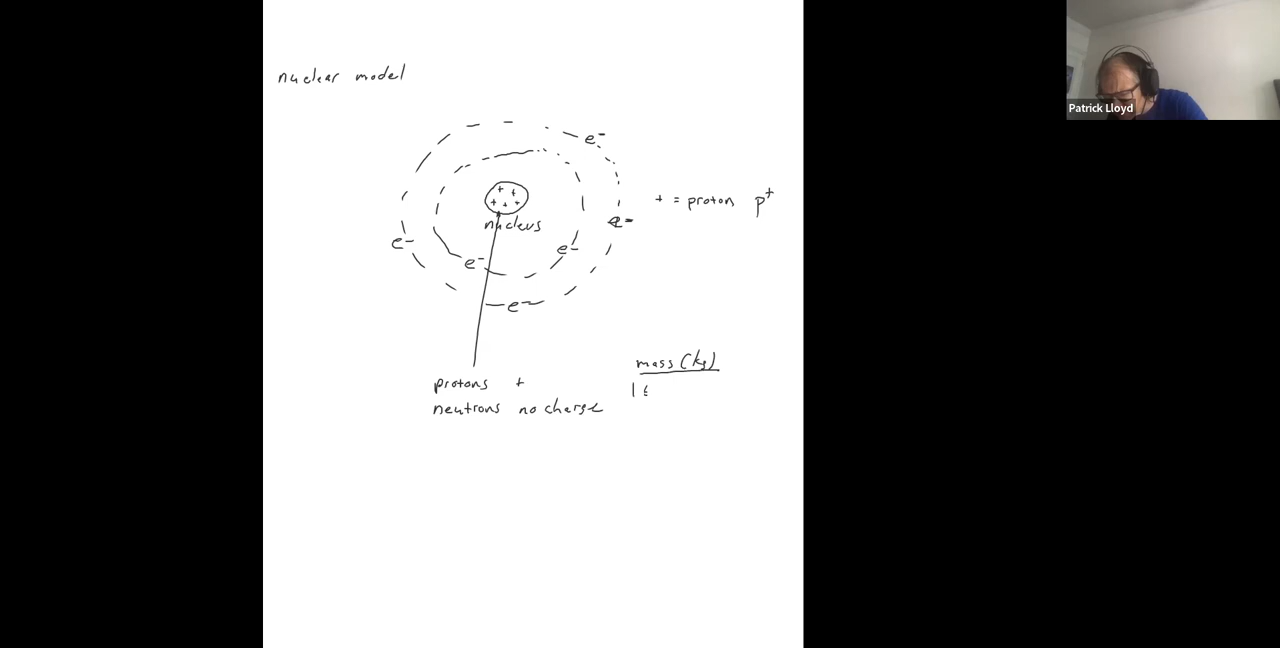 nuclear model
Patrick Lloyd
e-
+ + + + +
+ = proton p+
e-
nucleus
e-
e-
e-
e-
mass (kg)
protons +
neutrons no charge